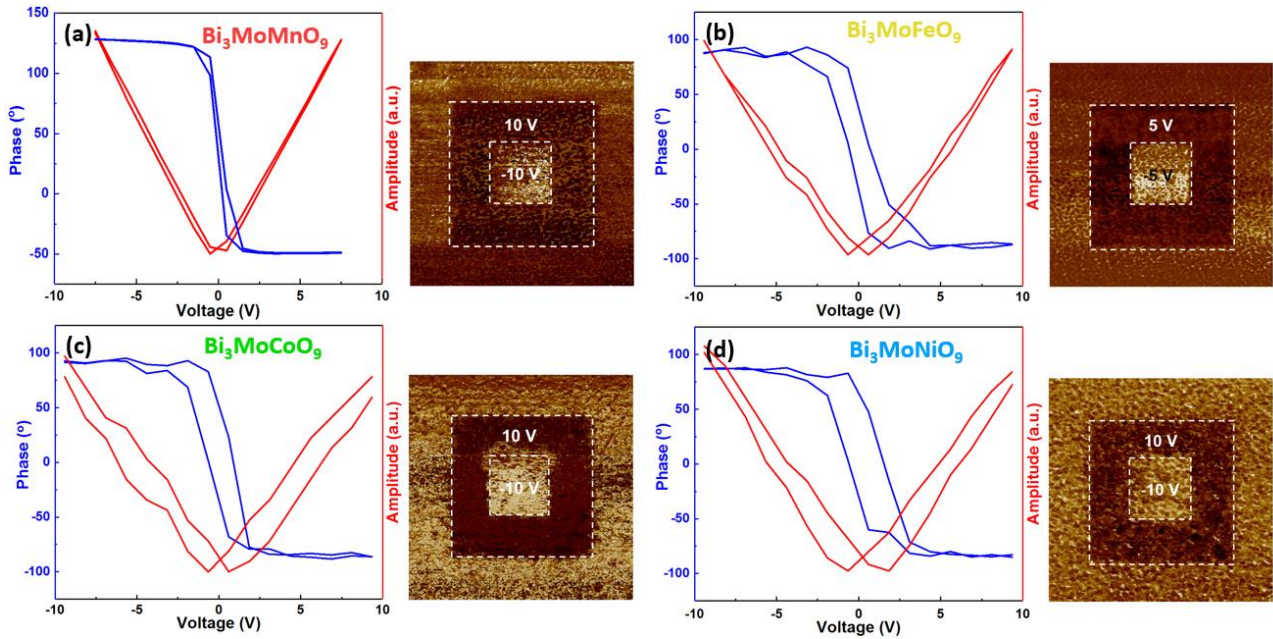 (a)
Bi₃MoMnO₉
Phase (º)
150
100
50
0
-50
-10
-5
0
5
10
Voltage (V)
Amplitude (a.u.)
10 V
-10 V
(b)
Bi₃MoFeO₉
Phase (º)
100
50
0
-50
-100
-10
-5
0
5
10
Voltage (V)
Amplitude (a.u.)
5 V
-5 V
(c)
Bi₃MoCoO₉
Phase (º)
100
50
0
-50
-100
-10
-5
0
5
10
Voltage (V)
Amplitude (a.u.)
10 V
-10 V
(d)
Bi₃MoNiO₉
Phase (º)
100
50
0
-50
-100
-10
-5
0
5
10
Voltage (V)
Amplitude (a.u.)
10 V
-10 V